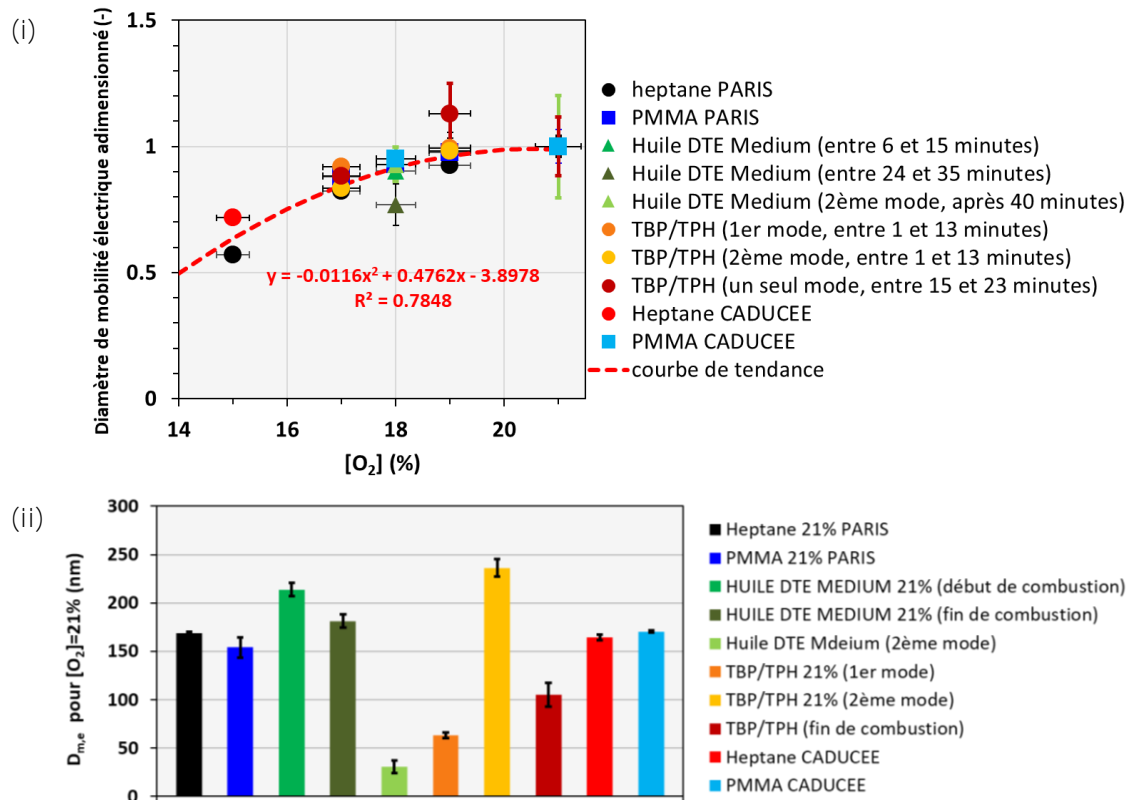 (i)
Diamètre de mobilité électrique adimensionné (-)
1.5
1
0.5
0
14 16 18 20
[O₂] (%)
y = -0.0116x² + 0.4762x - 3.8978
R² = 0.7848
heptane PARIS
PMMA PARIS
Huile DTE Medium (entre 6 et 15 minutes)
Huile DTE Medium (entre 24 et 35 minutes)
Huile DTE Medium (2ème mode, après 40 minutes)
TBP/TPH (1er mode, entre 1 et 13 minutes)
TBP/TPH (2ème mode, entre 1 et 13 minutes)
TBP/TPH (un seul mode, entre 15 et 23 minutes)
Heptane CADUCEE
PMMA CADUCEE
courbe de tendance
(ii)
D_m,e pour [O₂]=21% (nm)
300
250
200
150
100
50
0
Heptane 21% PARIS
PMMA 21% PARIS
HUILE DTE MEDIUM 21% (début de combustion)
HUILE DTE MEDIUM 21% (fin de combustion)
Huile DTE Mdeium (2ème mode)
TBP/TPH 21% (1er mode)
TBP/TPH 21% (2ème mode)
TBP/TPH (fin de combustion)
Heptane CADUCEE
PMMA CADUCEE